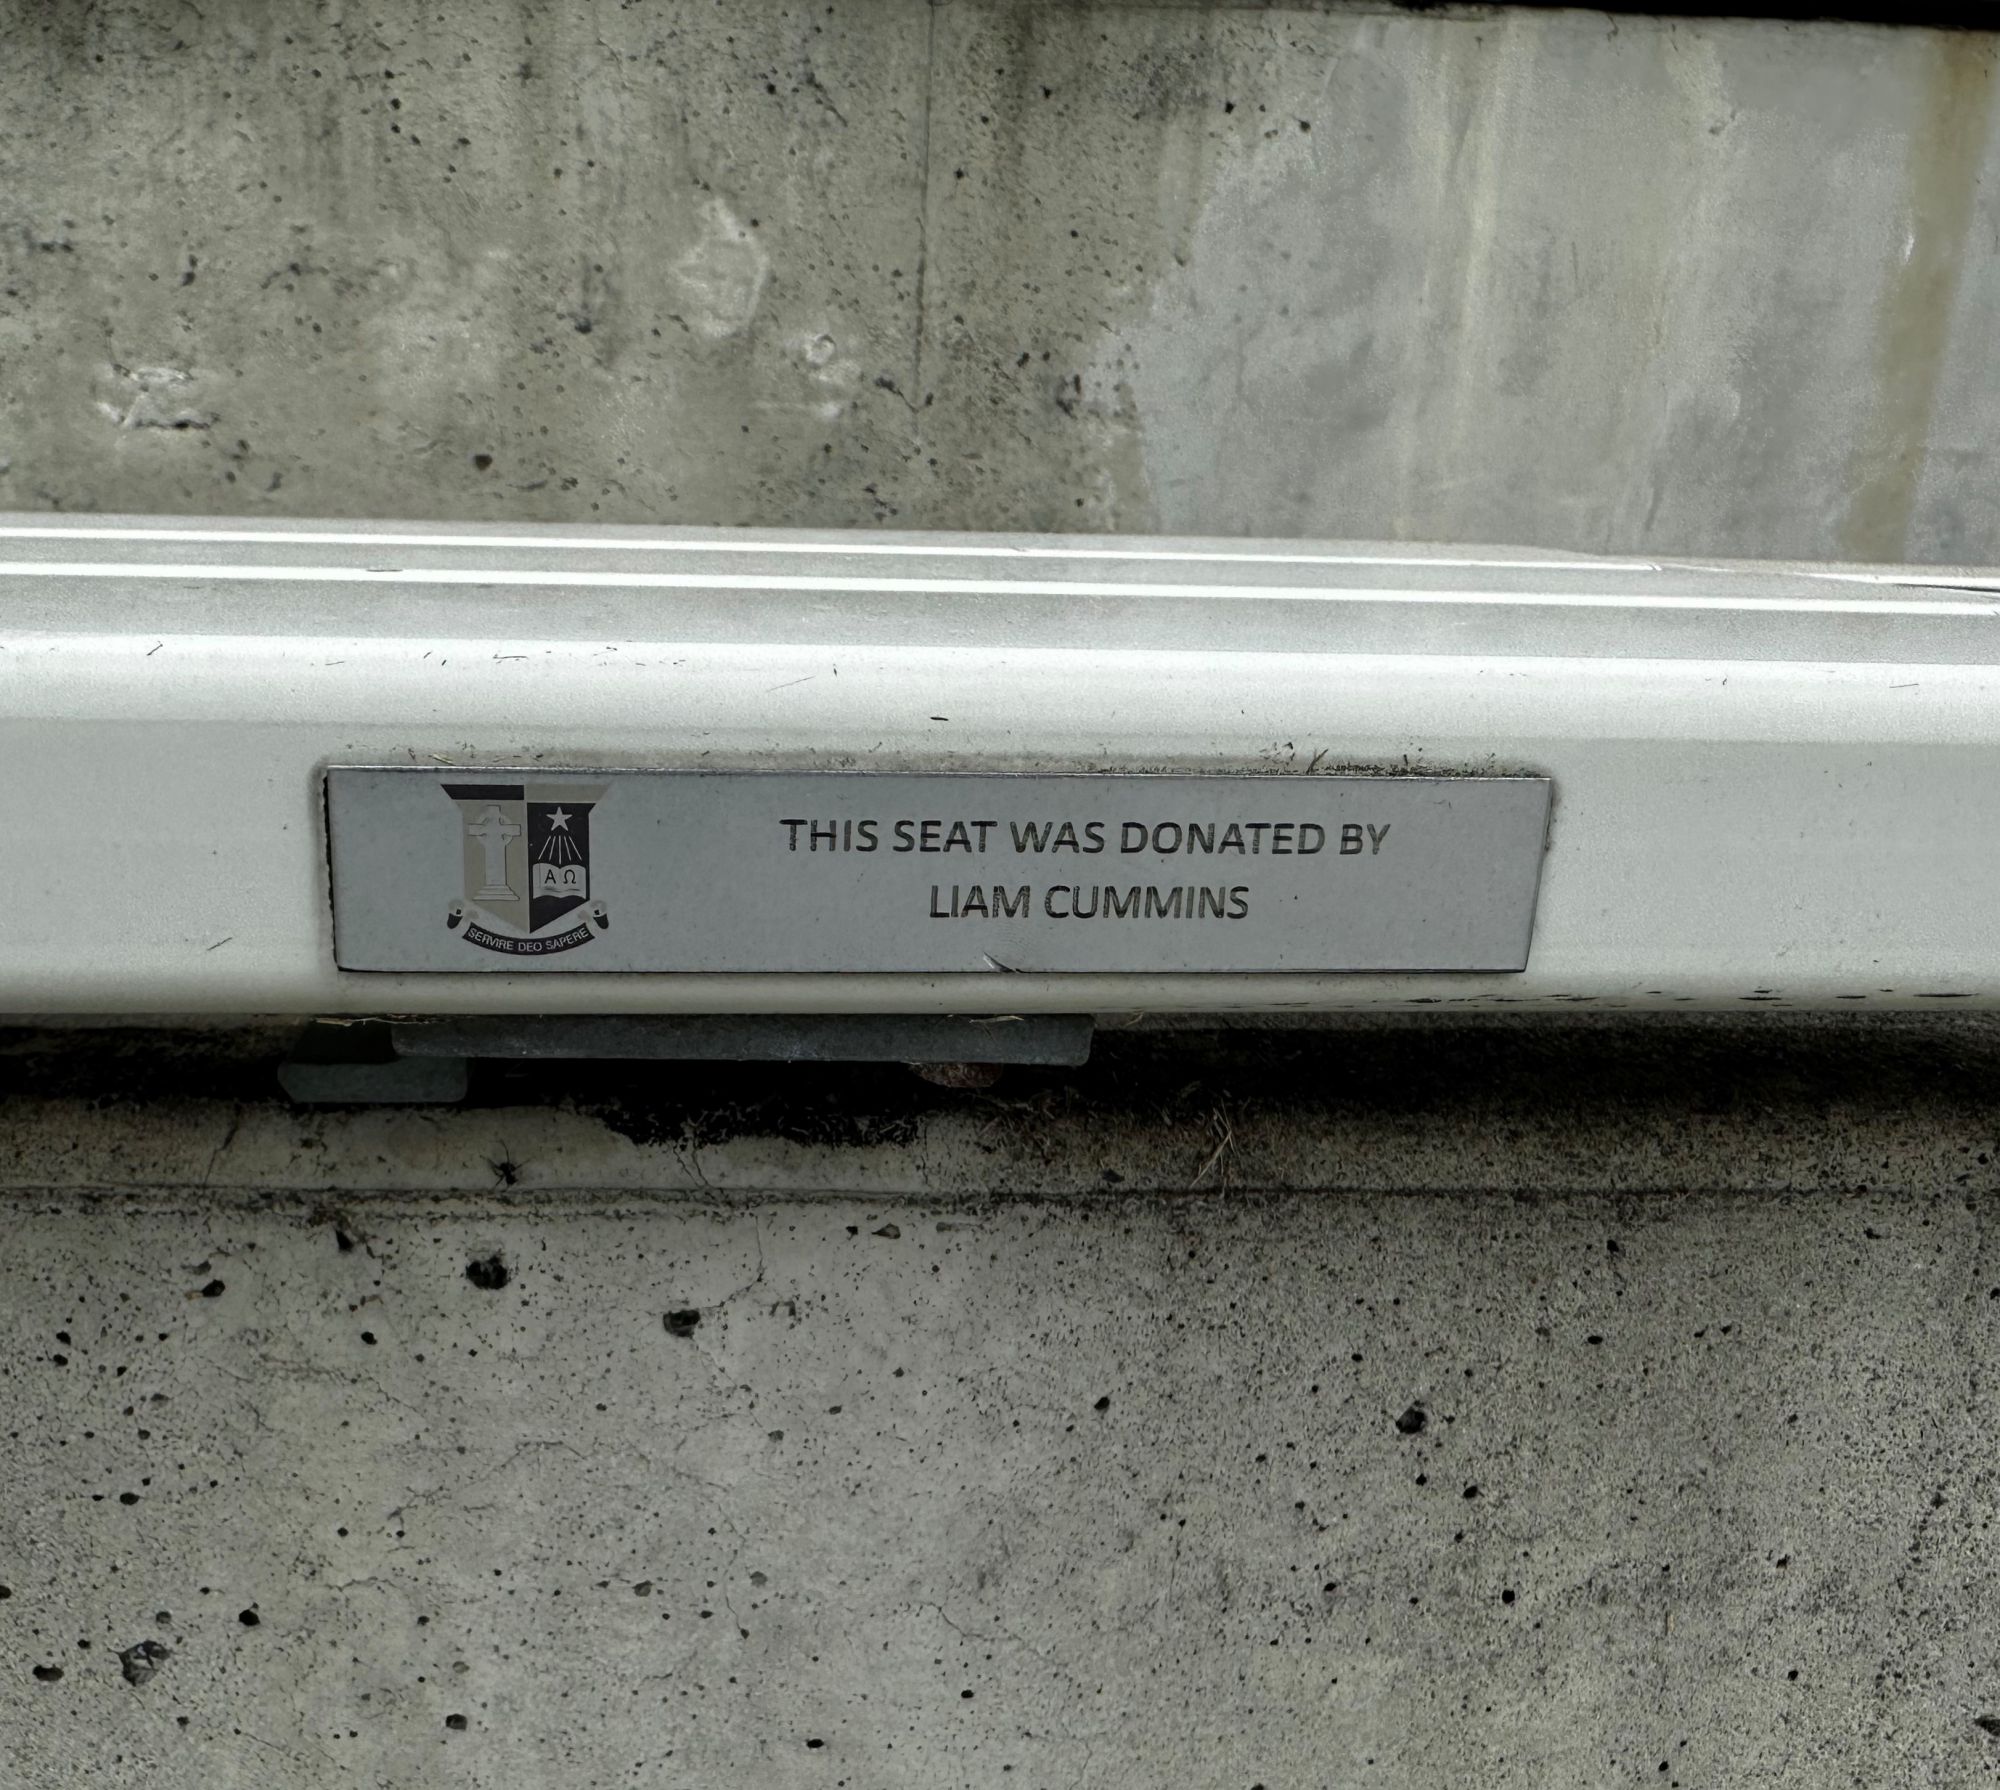 THIS SEAT WAS DONATED BY
LIAM CUMMINS
Α Ω
SERVIRE DEO SAPERE